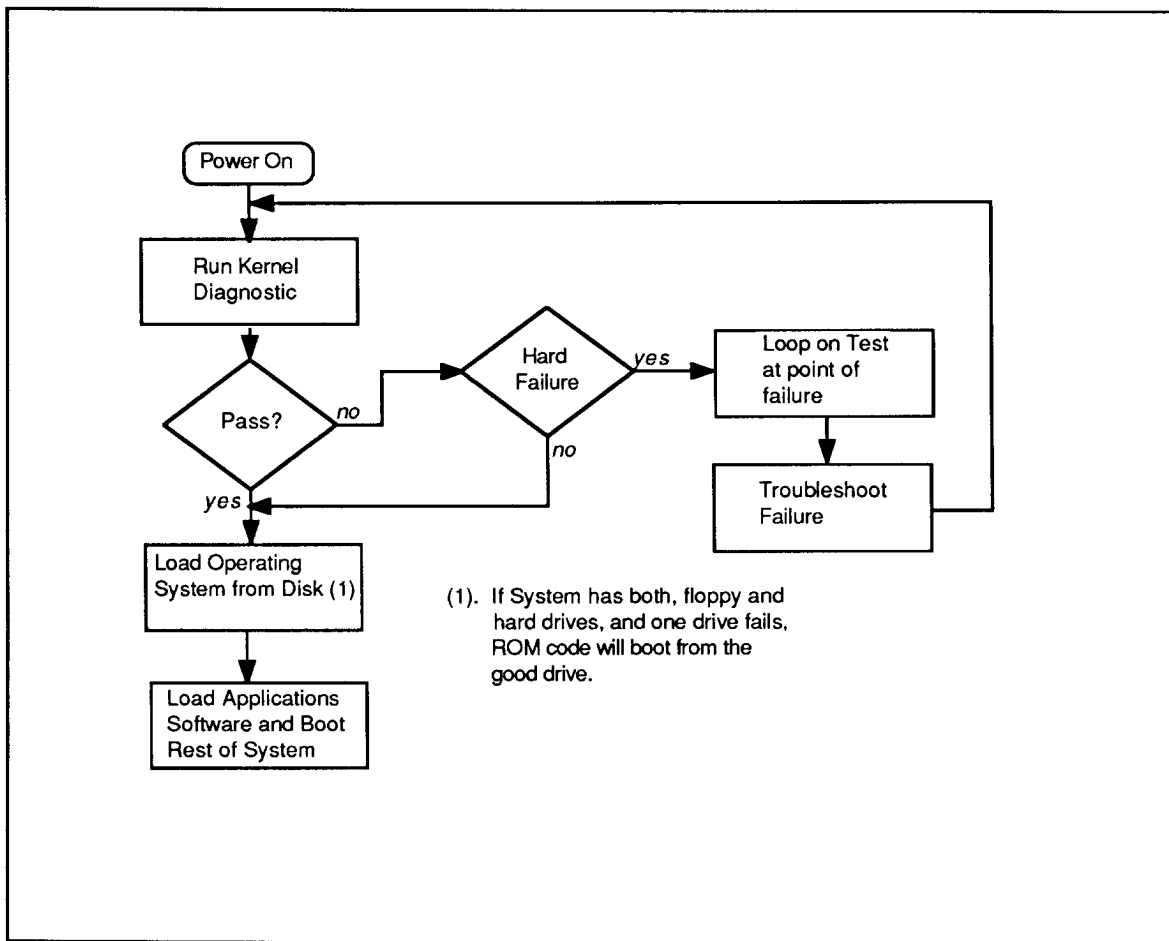 Power On
Run Kernel
Diagnostic
Pass?
no
yes
Hard
Failure
yes
no
Loop on Test
at point of
failure
Troubleshoot
Failure
Load Operating
System from Disk (1)
Load Applications
Software and Boot
Rest of System
(1). If System has both, floppy and
hard drives, and one drive fails,
ROM code will boot from the
good drive.